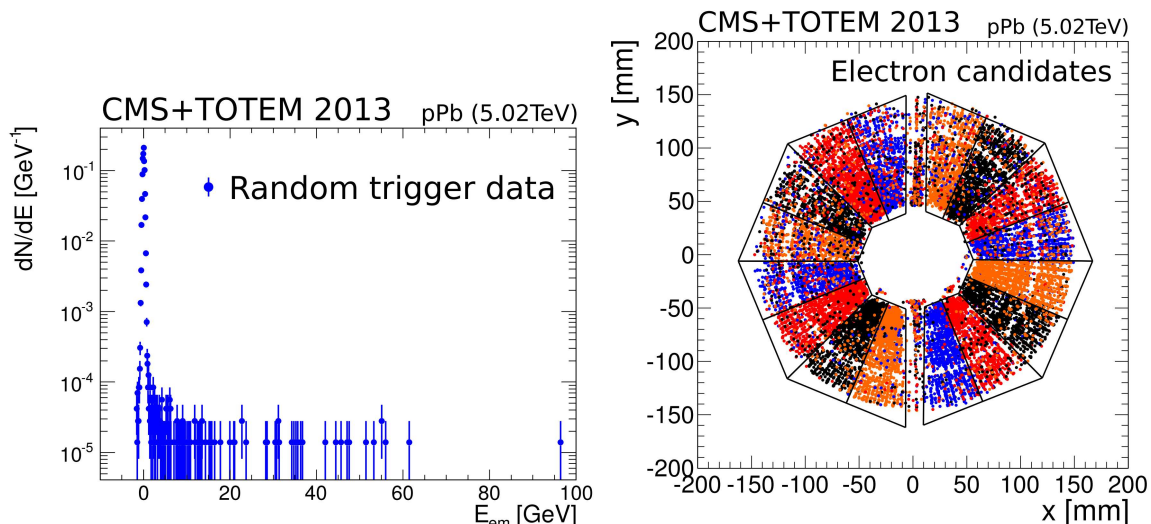 CMS+TOTEM 2013 pPb (5.02TeV)
dN/dE [GeV⁻¹]
Random trigger data
10⁻¹
10⁻²
10⁻³
10⁻⁴
10⁻⁵
0 20 40 60 80 100
E_em [GeV]
CMS+TOTEM 2013 pPb (5.02TeV)
y [mm]
Electron candidates
200
150
100
50
0
-50
-100
-150
-200
-200 -150 -100 -50 0 50 100 150 200
x [mm]